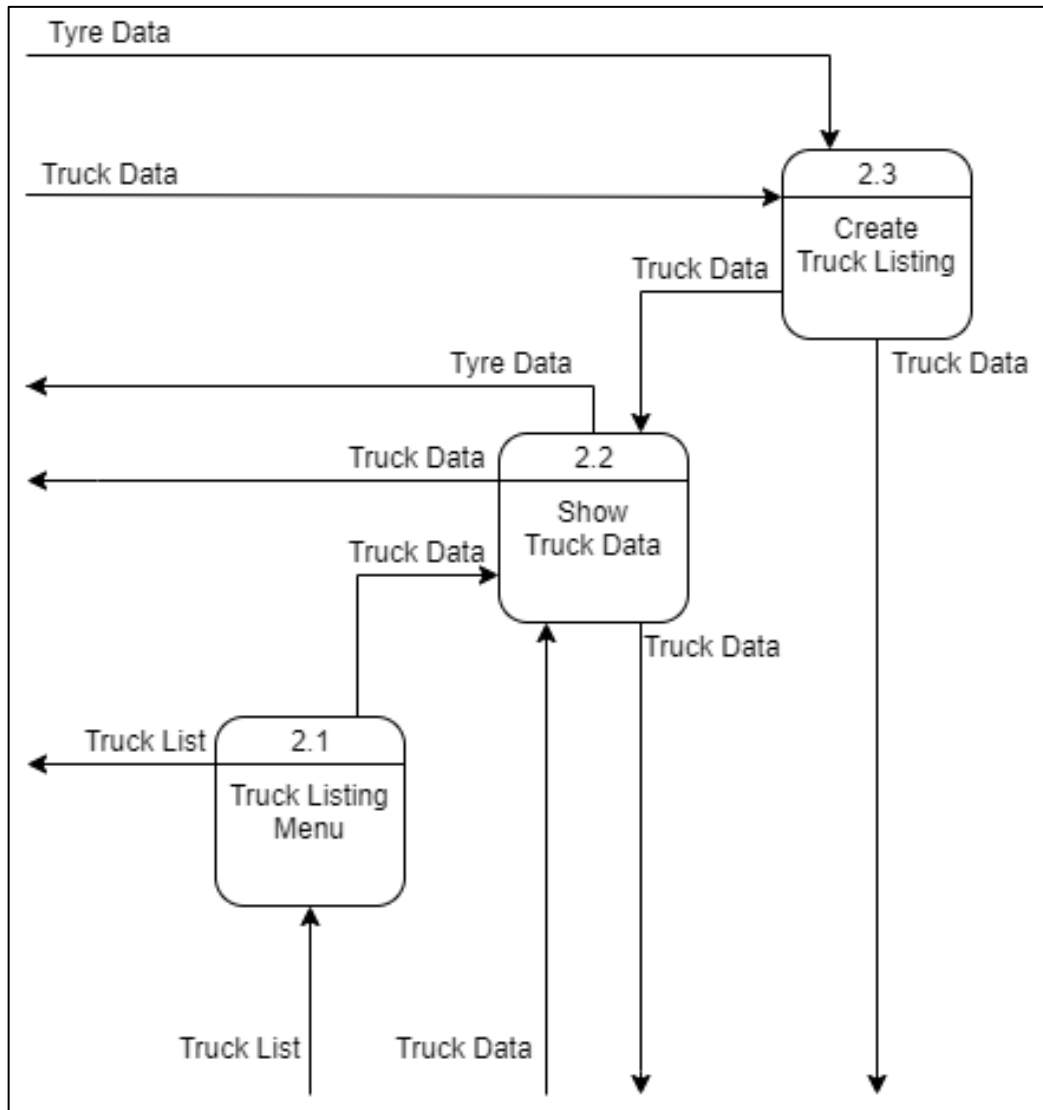 Tyre Data
Truck Data
2.3
Create
Truck Listing
Truck Data
Truck Data
Tyre Data
Truck Data
2.2
Show
Truck Data
Truck Data
Truck Data
Truck List
2.1
Truck Listing
Menu
Truck List
Truck Data